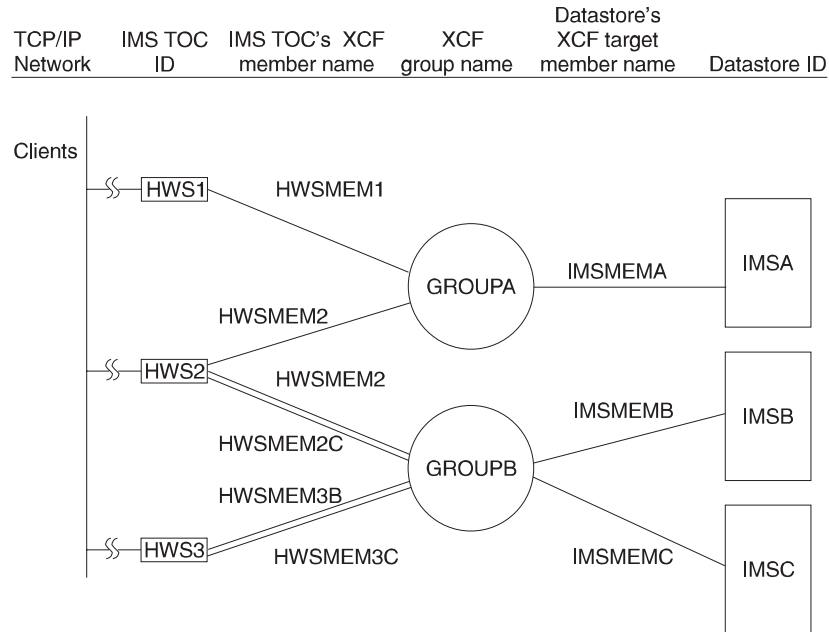 TCP/IP
Network
IMS TOC
ID
IMS TOC's XCF
member name
XCF
group name
Datastore's
XCF target
member name
Datastore ID
Clients
HWS1
HWSMEM1
GROUPA
IMSMEMA
IMSA
HWSMEM2
HWS2
HWSMEM2
HWSMEM2C
GROUPB
IMSMEMB
IMSB
HWSMEM3B
HWS3
HWSMEM3C
IMSMEMC
IMSC